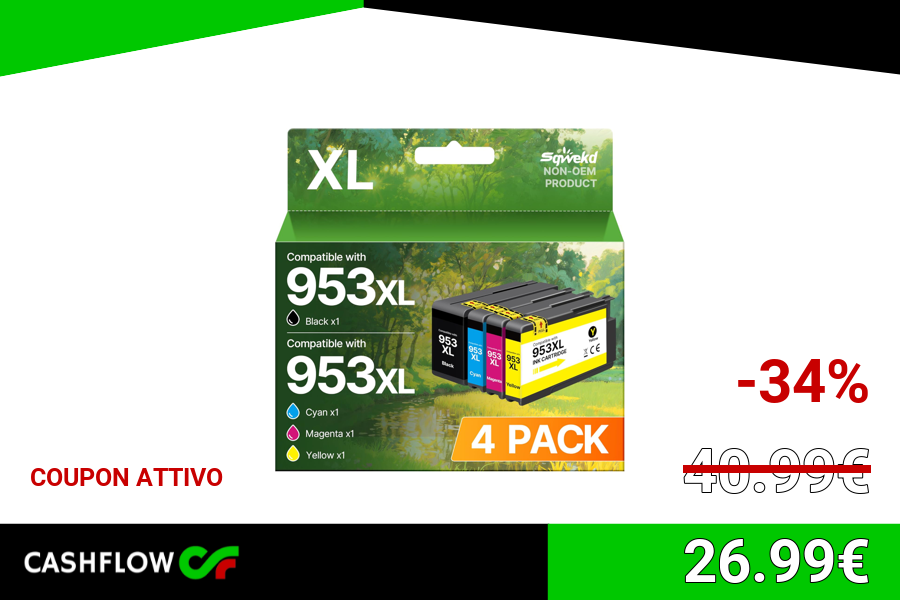 XL
Sqwekd
NON-OEM
PRODUCT
Compatible with
953XL
Black x1
Compatible with
953XL
Cyan x1
Magenta x1
Yellow x1
953
XL
Black
953
XL
Cyan
953
XL
Magenta
953
XL
Yellow
953XL
INK CARTRIDGE
Y
Yellow
CE
4 PACK
-34%
40.99€
COUPON ATTIVO
CASHFLOW
26.99€